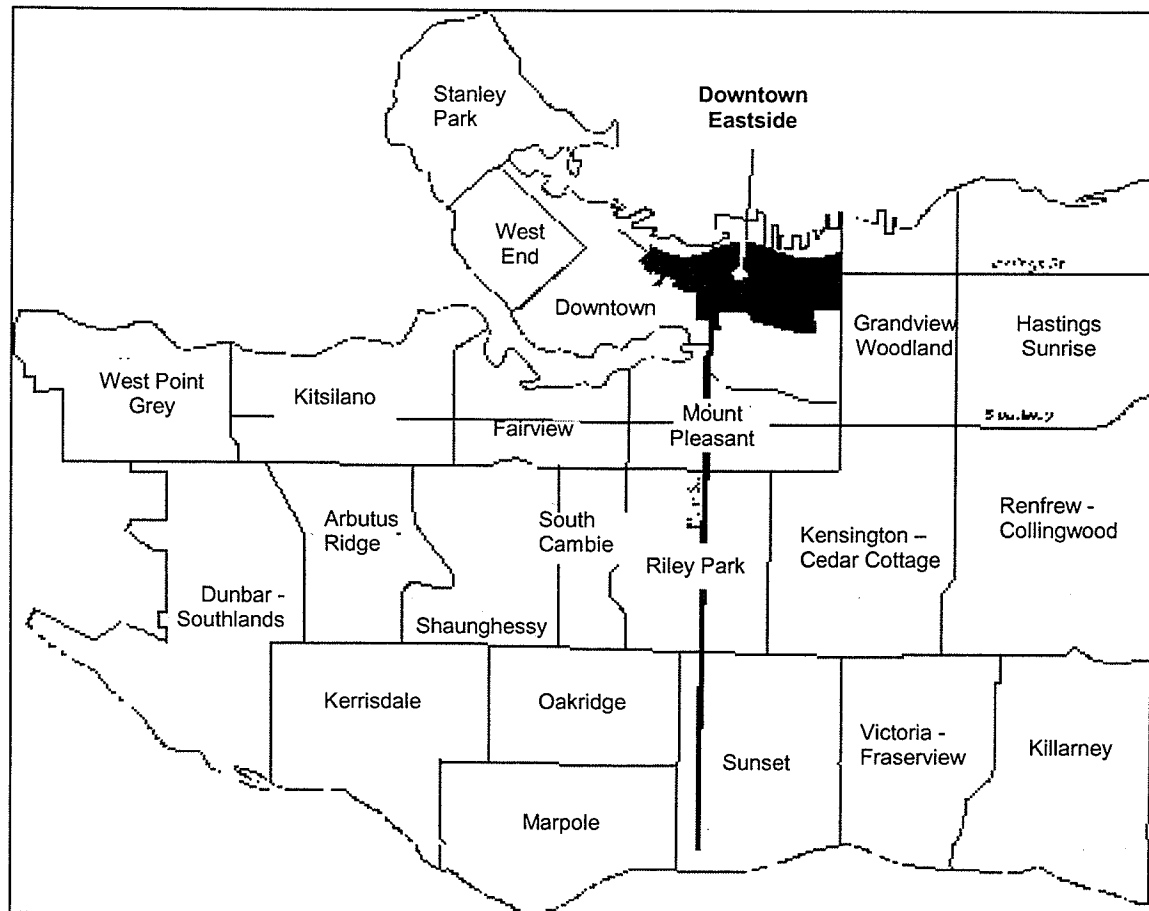 Stanley
Park
Downtown
Eastside
West
End
Downtown
Grandview
Woodland
Hastings
Sunrise
West Point
Grey
Kitsilano
Fairview
Mount
Pleasant
Arbutus
Ridge
South
Cambie
Riley Park
Kensington –
Cedar Cottage
Renfrew -
Collingwood
Dunbar -
Southlands
Shaunghessy
Kerrisdale
Oakridge
Sunset
Victoria -
Fraserview
Killarney
Marpole